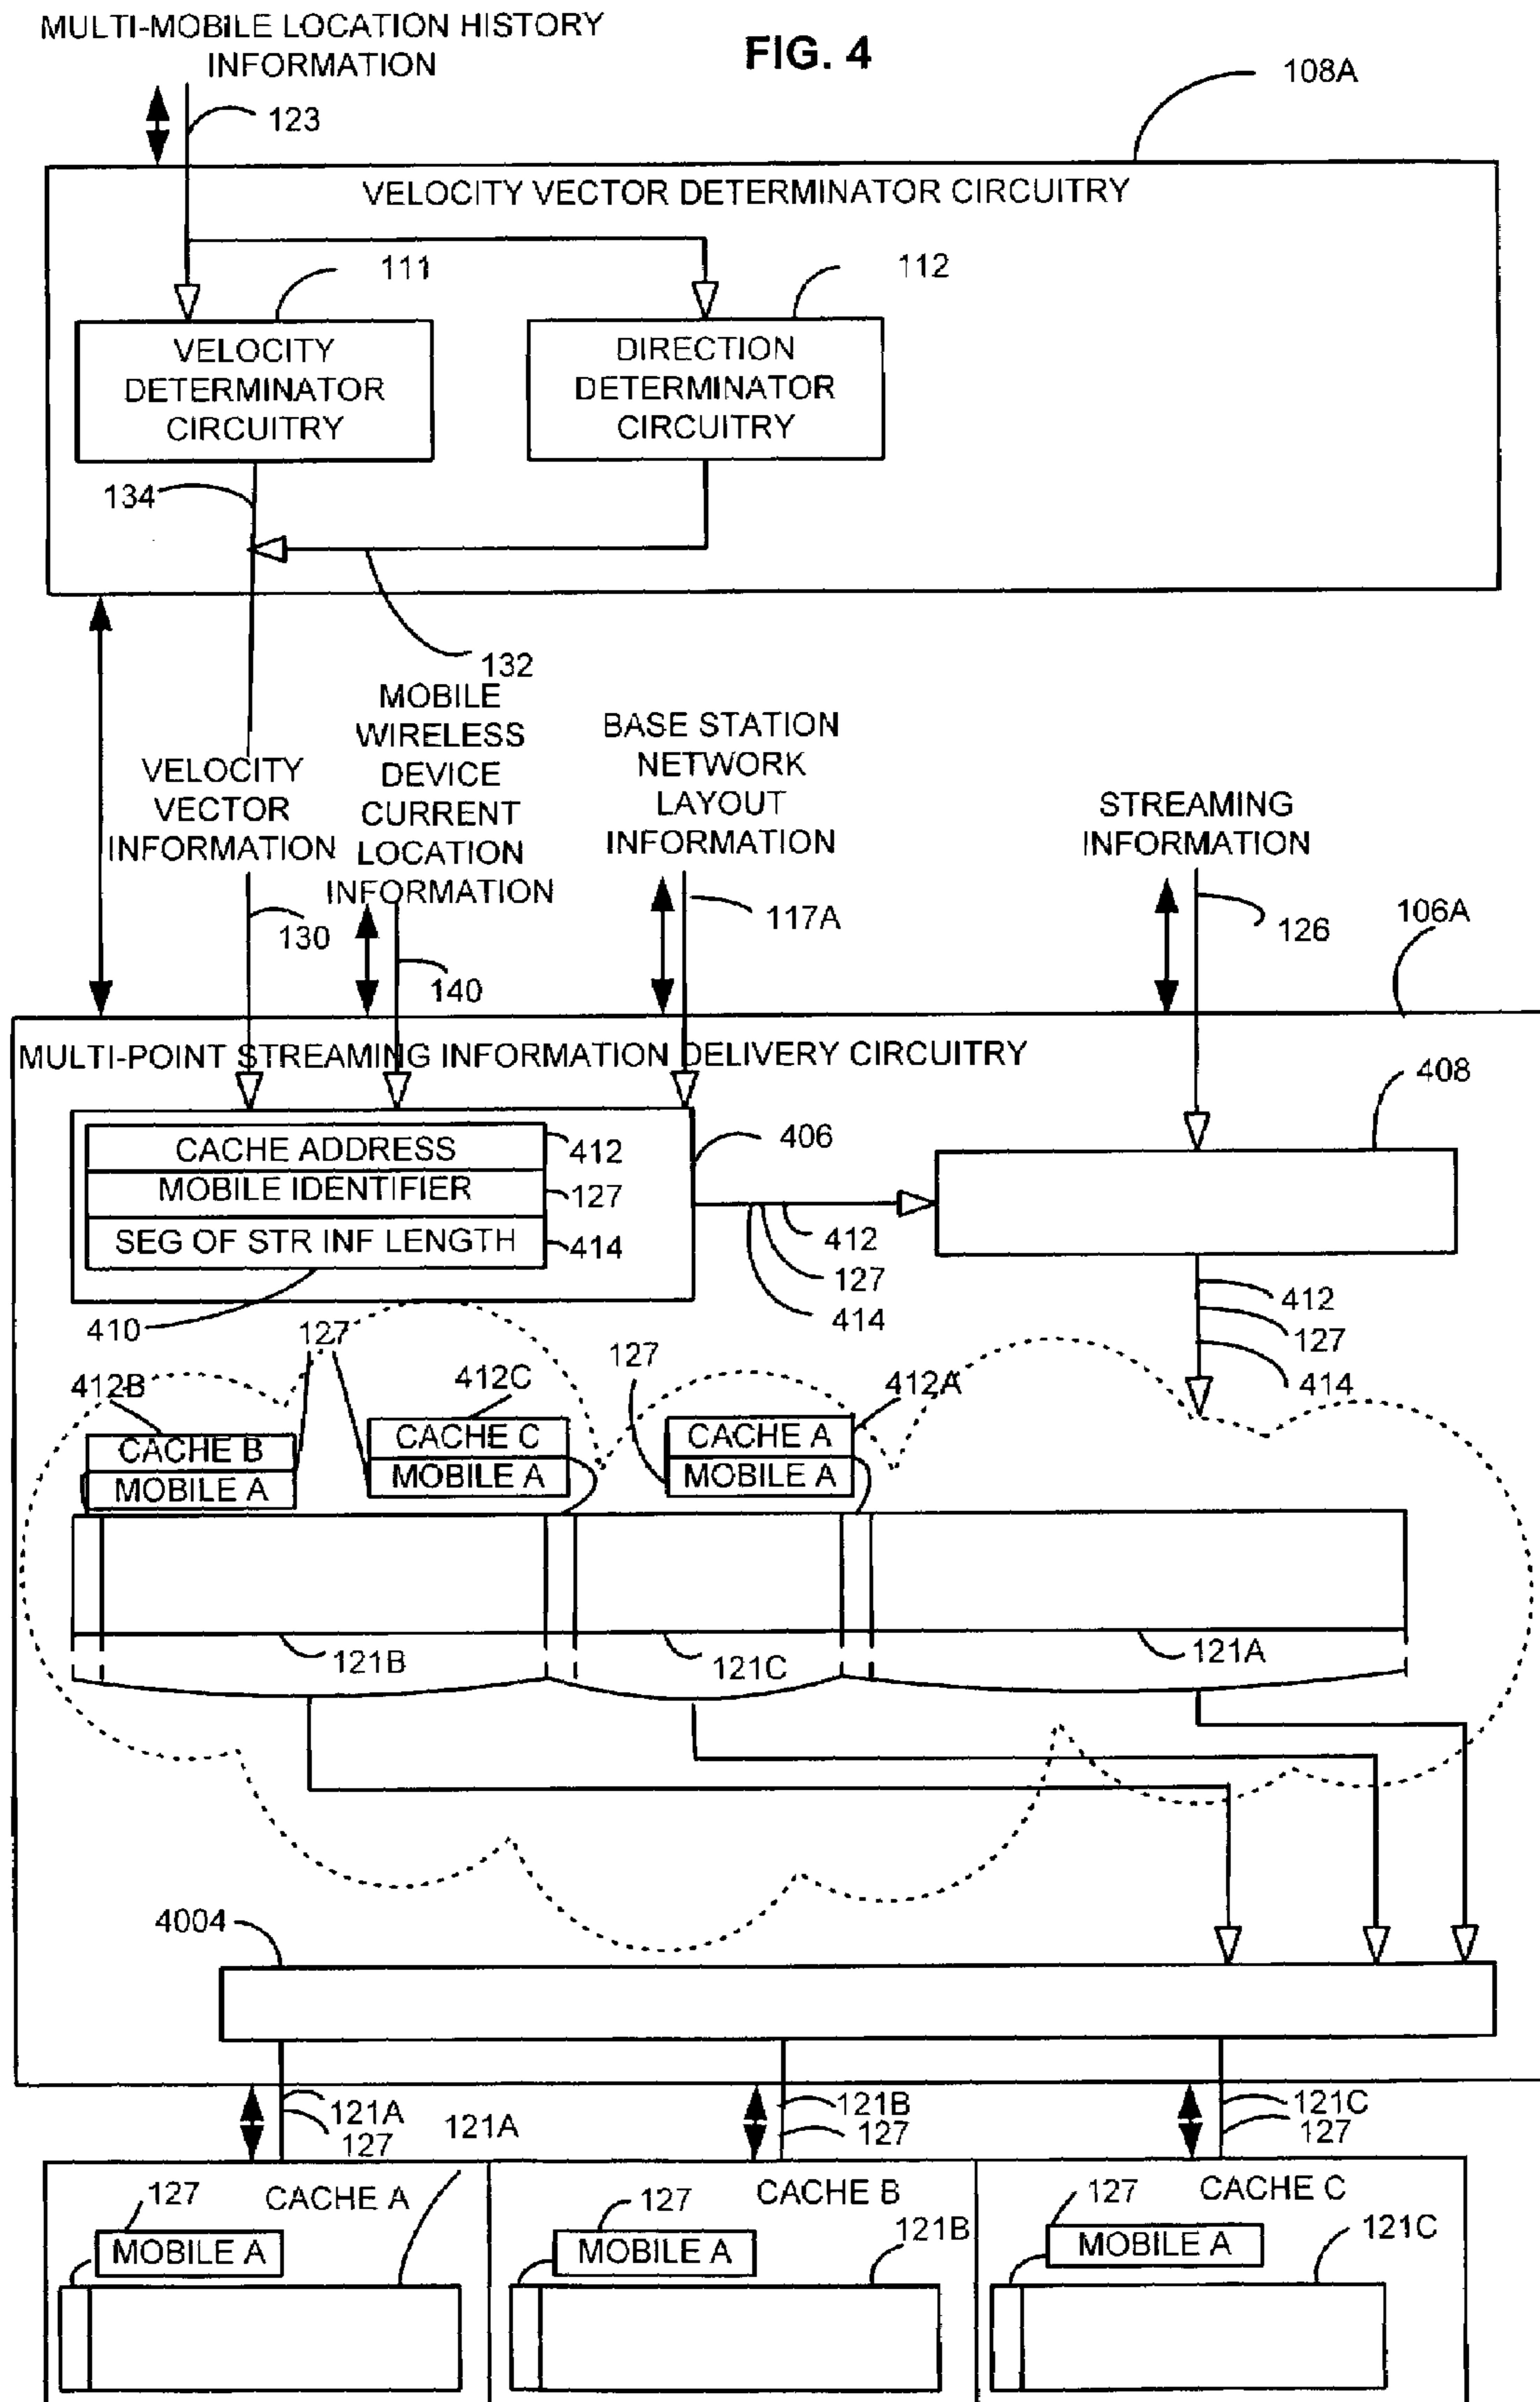 MULTI-MOBILE LOCATION HISTORY
INFORMATION
FIG. 4
108A
123
VELOCITY VECTOR DETERMINATOR CIRCUITRY
111
112
VELOCITY
DETERMINATOR
CIRCUITRY
DIRECTION
DETERMINATOR
CIRCUITRY
134
132
VELOCITY
VECTOR
INFORMATION
MOBILE
WIRELESS
DEVICE
CURRENT
LOCATION
INFORMATION
BASE STATION
NETWORK
LAYOUT
INFORMATION
STREAMING
INFORMATION
130
140
117A
126
106A
MULTI-POINT STREAMING INFORMATION DELIVERY CIRCUITRY
408
406
CACHE ADDRESS
412
MOBILE IDENTIFIER
127
SEG OF STR INF LENGTH
414
412
127
414
410
412
127
414
127
412B
412C
127
412A
CACHE B
MOBILE A
CACHE C
MOBILE A
CACHE A
MOBILE A
121B
121C
121A
4004
121A
127
121A
121B
127
121C
127
127
CACHE A
MOBILE A
127
CACHE B
MOBILE A
121B
127
CACHE C
MOBILE A
121C